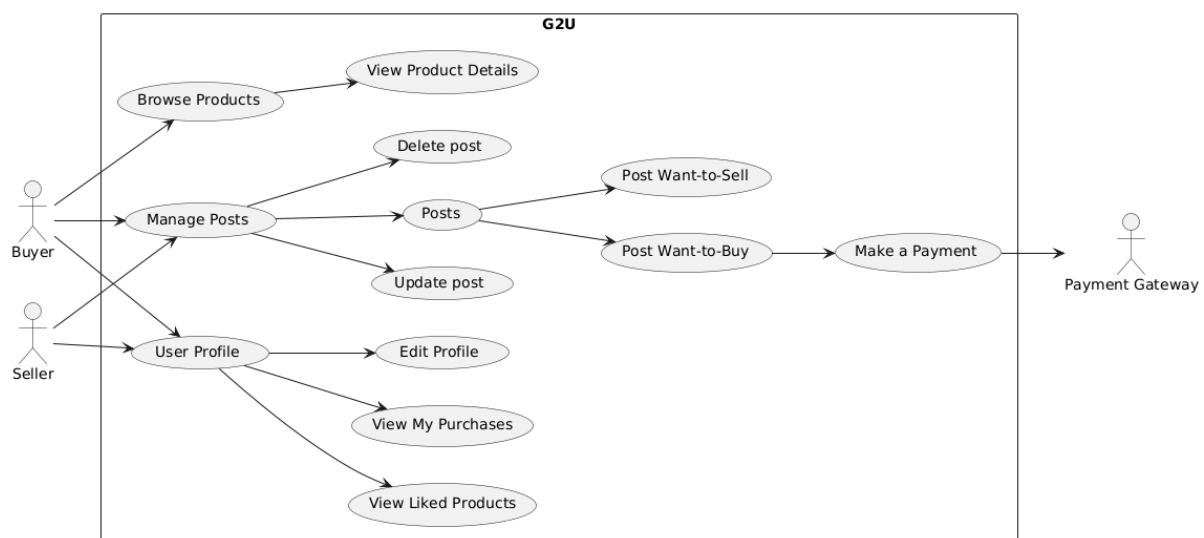 G2U
View Product Details
Browse Products
Delete post
Post Want-to-Sell
Manage Posts
Posts
Buyer
Post Want-to-Buy
Make a Payment
Update post
Payment Gateway
User Profile
Edit Profile
Seller
View My Purchases
View Liked Products